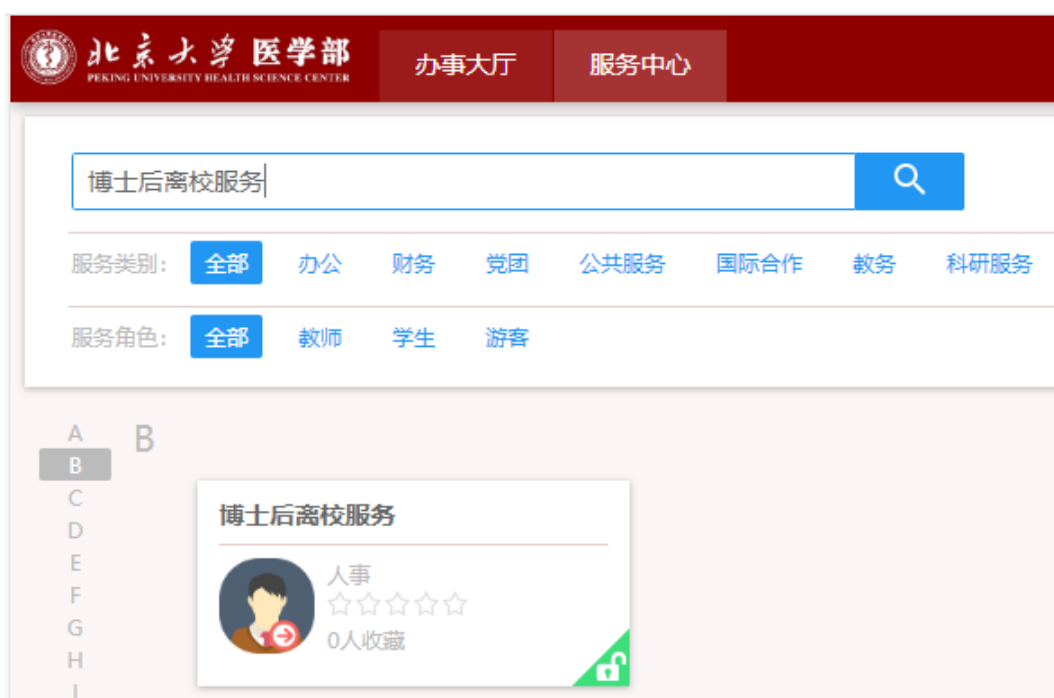 北京大学医学部 办事大厅 服务中心
PEKING UNIVERSITY HEALTH SCIENCE CENTER
博士后离校服务
服务类别: 全部 办公 财务 党团 公共服务 国际合作 教务 科研服务
服务角色: 全部 教师 学生 游客
A
B
B
C
D
E
F
G
H
博士后离校服务
人事
0人收藏